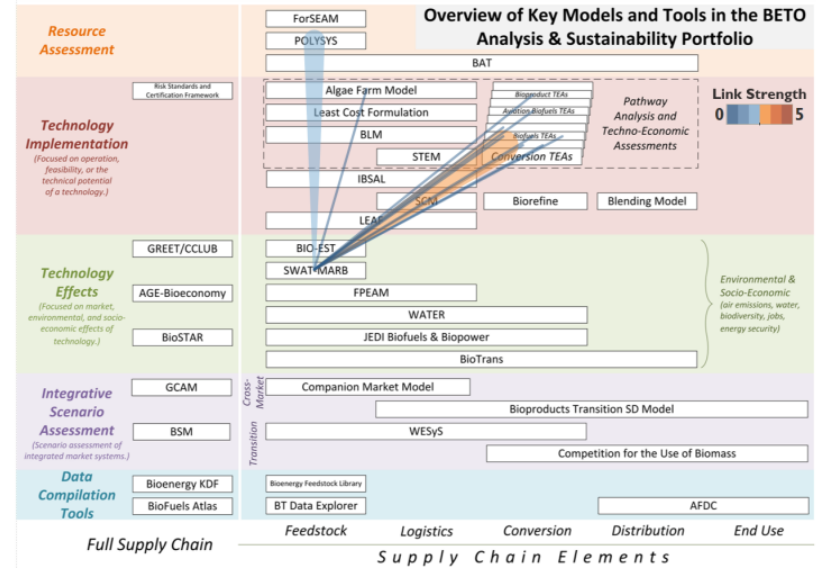 Overview of Key Models and Tools in the BETO
Analysis & Sustainability Portfolio
Resource
Assessment
ForSEAM
POLYSYS
BAT
Technology
Implementation
(Focused on operation,
feasibility, or the
technical potential
of a technology.)
Risk Standards and
Certification Framework
Algae Farm Model
Least Cost Formulation
BLM
STEM
Bioproduct TEAs
Aviation Biofuels TEAs
Biofuels TEAs
Conversion TEAs
Pathway
Analysis and
Techno-Economic
Assessments
Link Strength
0 5
IBSAL
SCM
Biorefine
Blending Model
LEAF
Technology
Effects
(Focused on market,
environmental, and socio-
economic effects of
technology.)
GREET/CCLUB
AGE-Bioeconomy
BioSTAR
BIO-EST
SWAT-MARB
FPEAM
WATER
JEDI Biofuels & Biopower
BioTrans
Environmental &
Socio-Economic
(air emissions, water,
biodiversity, jobs,
energy security)
Integrative
Scenario
Assessment
(Scenario assessment of
integrated market systems.)
GCAM
BSM
Cross-
Market
Transition
Companion Market Model
Bioproducts Transition SD Model
WESyS
Competition for the Use of Biomass
Data
Compilation
Tools
Bioenergy KDF
BioFuels Atlas
Bioenergy Feedstock Library
BT Data Explorer
AFDC
Feedstock
Logistics
Conversion
Distribution
End Use
Full Supply Chain
Supply Chain Elements